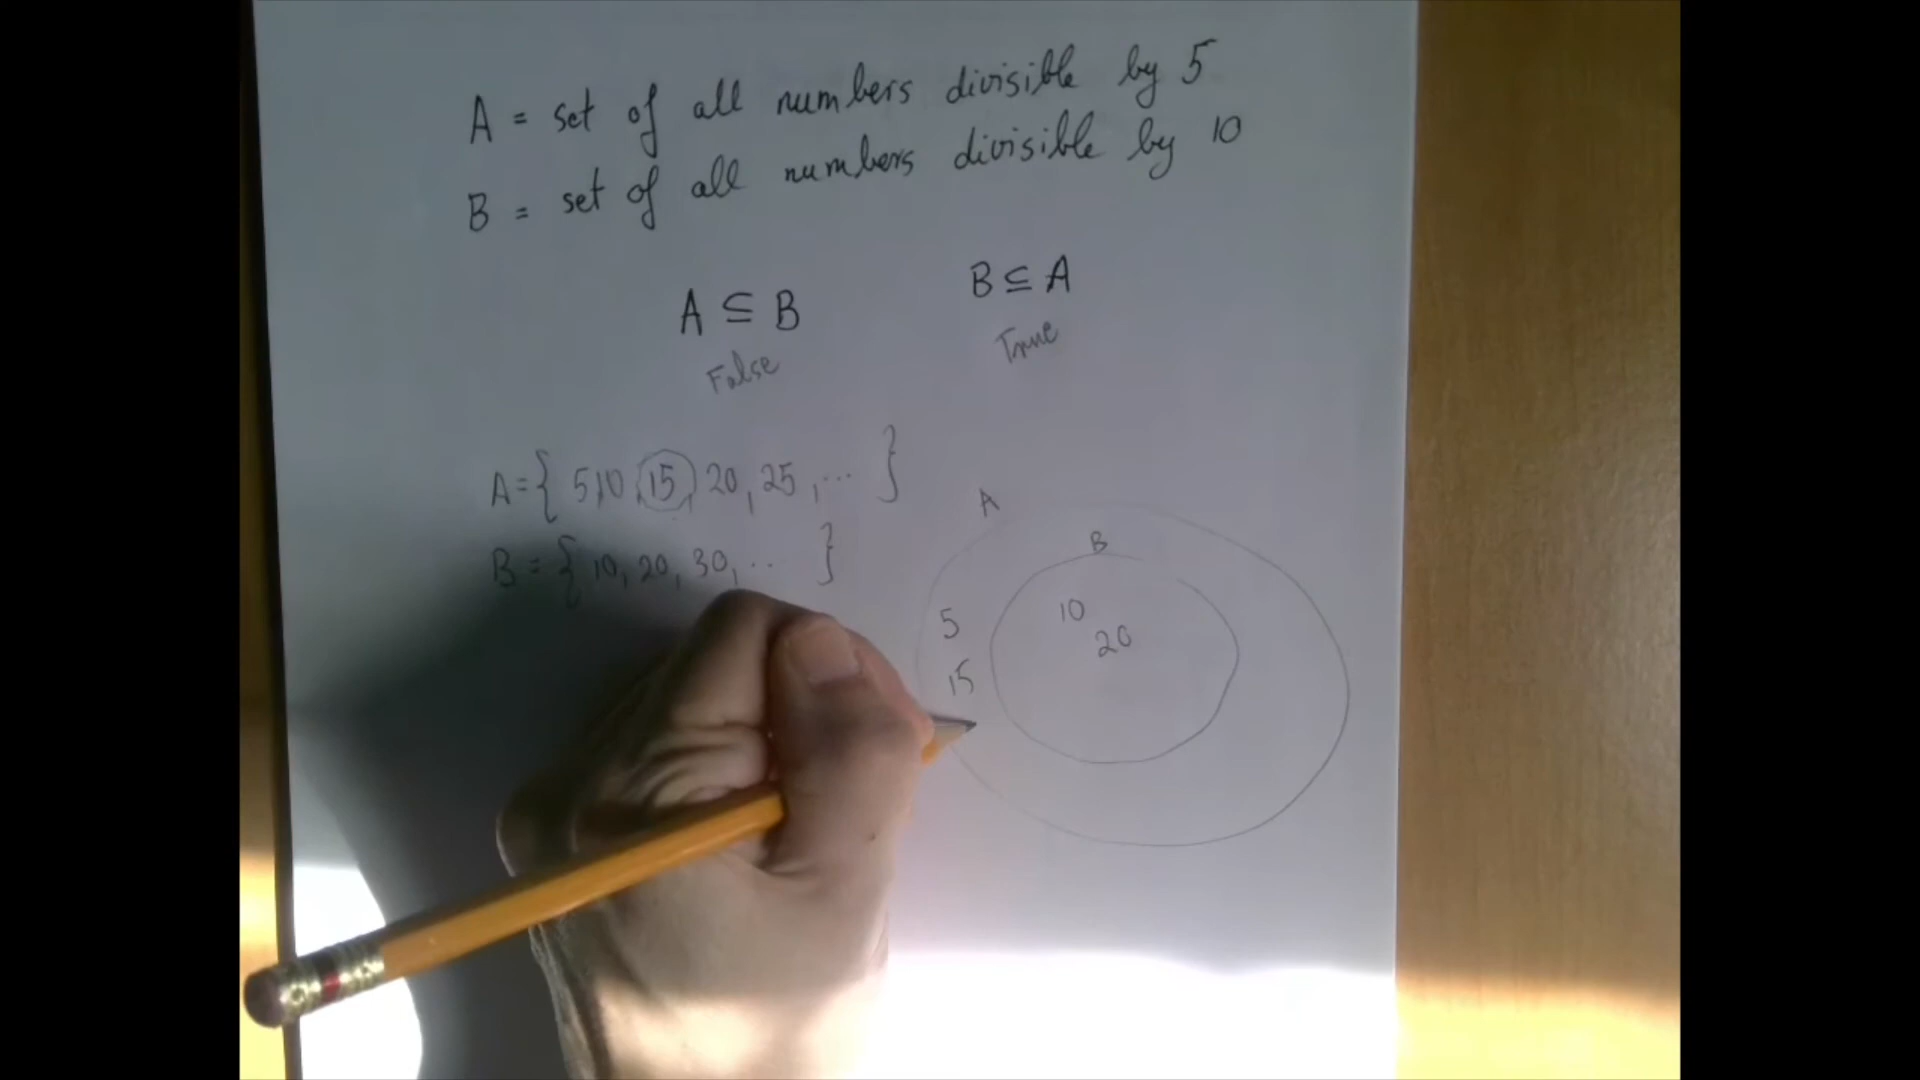 A = set of all numbers divisible by 5
B = set of all numbers divisible by 10
A ⊆ B
B ⊆ A
False
True
A = { 5, 10, 15, 20, 25, ... }
B = { 10, 20, 30, .. }
A
B
5
10
20
15